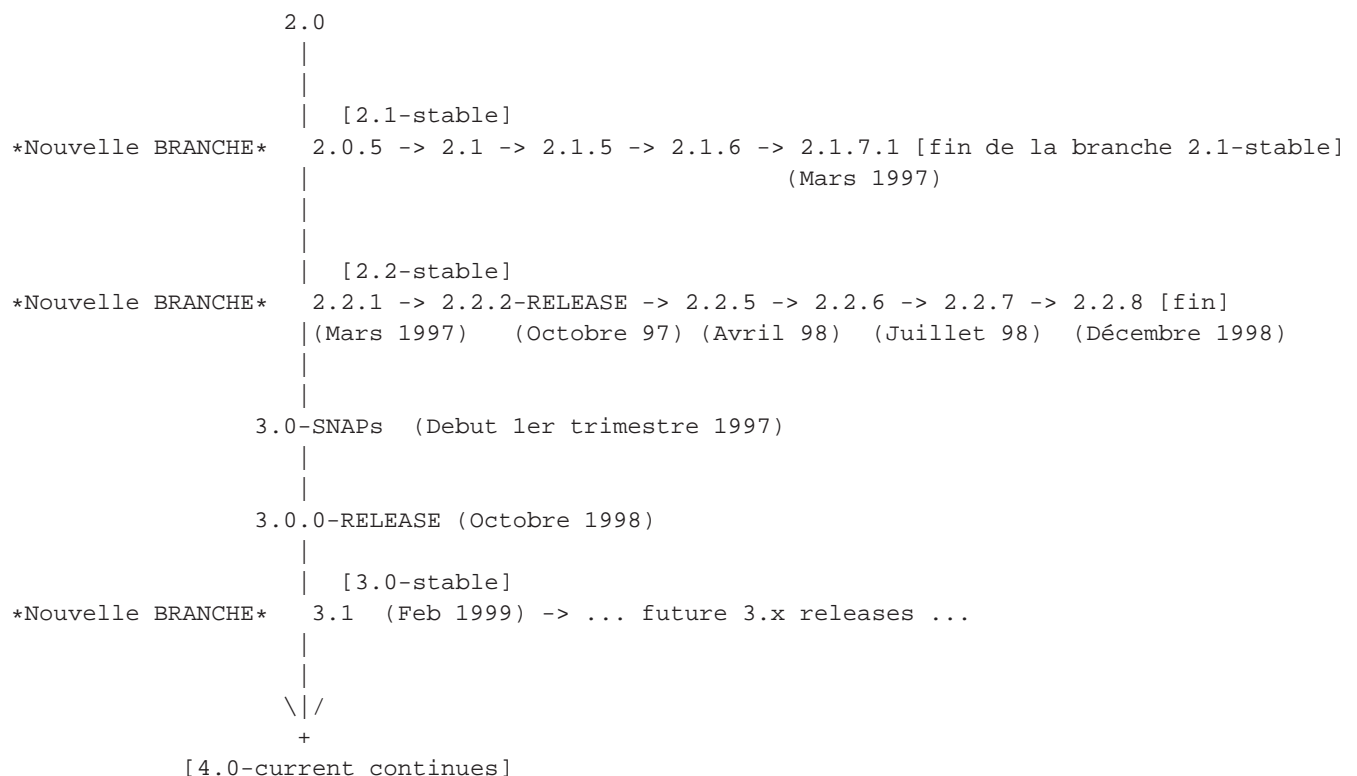 2.0
|
|
| [2.1-stable]
*Nouvelle BRANCHE* 2.0.5 -> 2.1 -> 2.1.5 -> 2.1.6 -> 2.1.7.1 [fin de la branche 2.1-stable]
| (Mars 1997)
|
|
| [2.2-stable]
*Nouvelle BRANCHE* 2.2.1 -> 2.2.2-RELEASE -> 2.2.5 -> 2.2.6 -> 2.2.7 -> 2.2.8 [fin]
|(Mars 1997) (Octobre 97) (Avril 98) (Juillet 98) (Décembre 1998)
|
|
3.0-SNAPs (Debut 1er trimestre 1997)
|
|
3.0.0-RELEASE (Octobre 1998)
|
| [3.0-stable]
*Nouvelle BRANCHE* 3.1 (Feb 1999) -> ... future 3.x releases ...
|
|
\|/
+
[4.0-current continues]